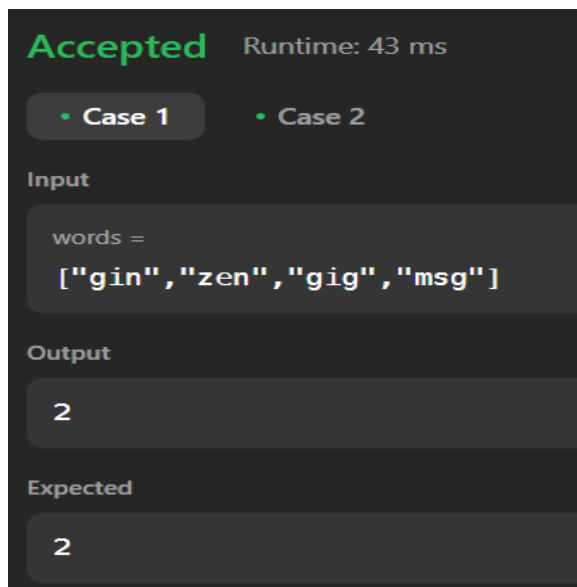 Accepted Runtime: 43 ms
• Case 1 • Case 2
Input
words =
["gin","zen","gig","msg"]
Output
2
Expected
2